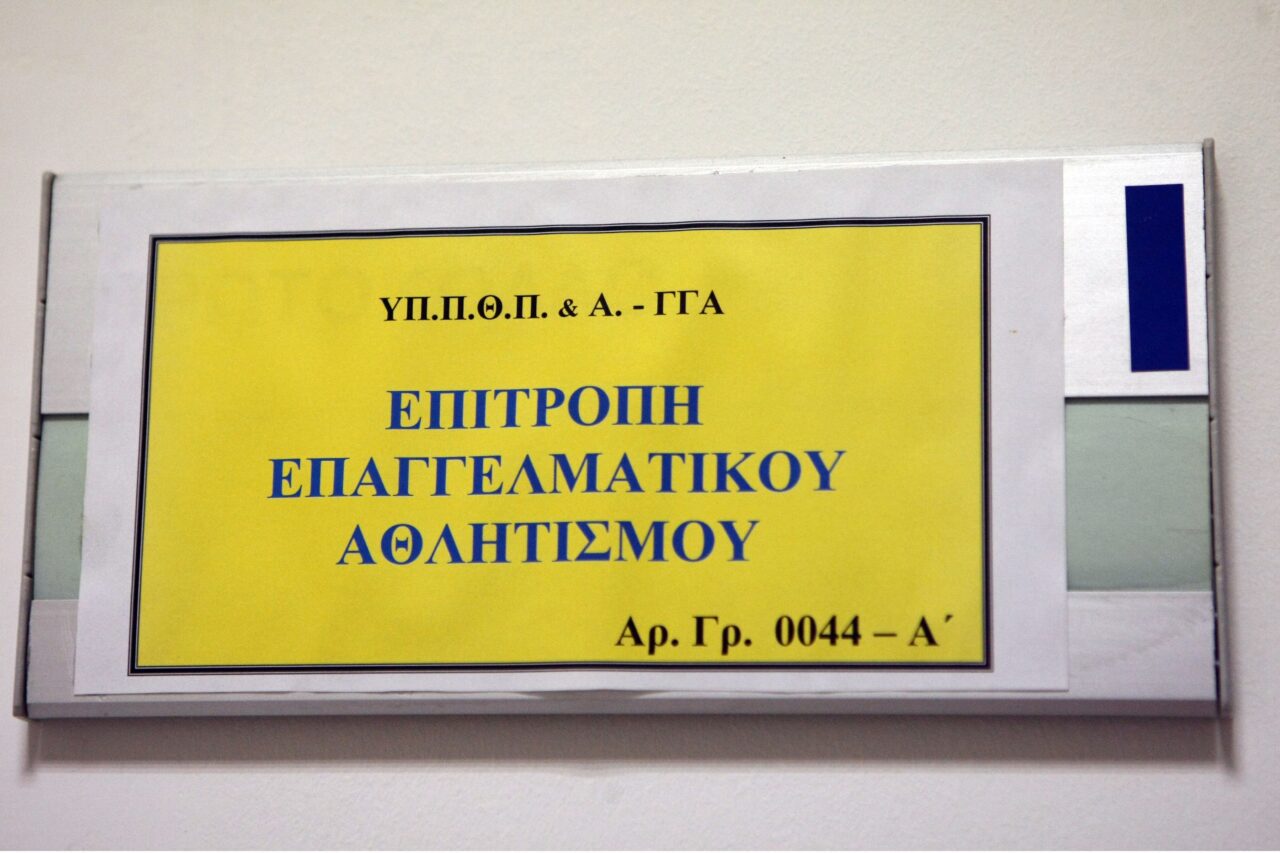 ΥΠ.Π.Θ.Π. & Α. - ΓΓΑ
ΕΠΙΤΡΟΠΗ
ΕΠΑΓΓΕΛΜΑΤΙΚΟΥ
ΑΘΛΗΤΙΣΜΟΥ
Αρ. Γρ. 0044 – Α΄